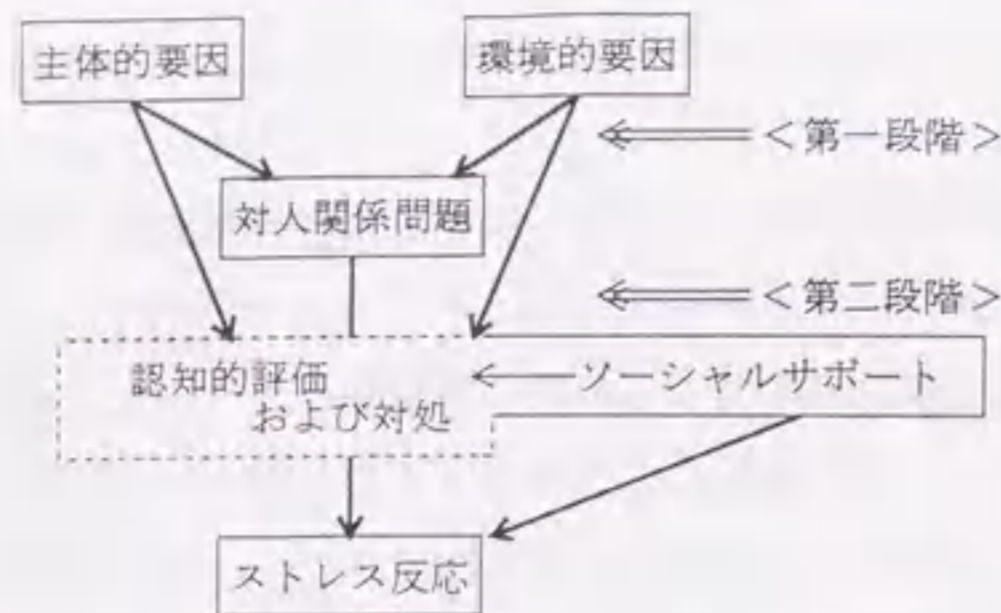 主体的要因
環境的要因
<第一段階>
対人関係問題
<第二段階>
認知的評価
および対処
ソーシャルサポート
ストレス反応